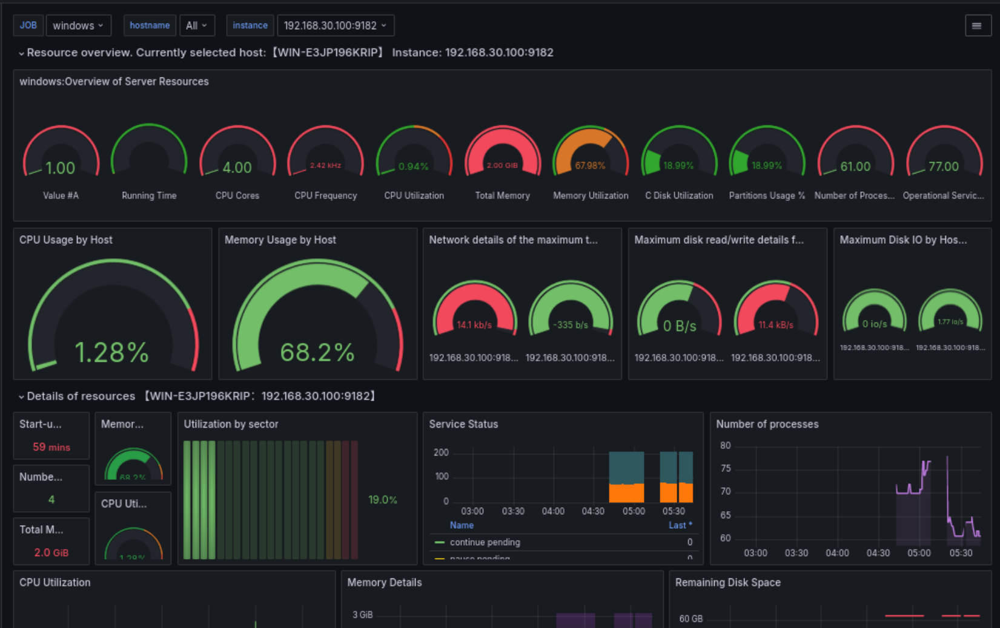 JOB windows hostname All instance 192.168.30.100:9182
Resource overview. Currently selected host:【WIN-E3JP196KRIP】 Instance: 192.168.30.100:9182
windows:Overview of Server Resources
1.00 4.00 2.42 kHz 0.94% 2.00 GiB 67.98% 18.99% 18.99% 61.00 77.00
Value #A Running Time CPU Cores CPU Frequency CPU Utilization Total Memory Memory Utilization C Disk Utilization Partitions Usage % Number of Proces... Operational Servic...
CPU Usage by Host
1.28%
Memory Usage by Host
68.2%
Network details of the maximum t...
14.1 kb/s -335 b/s
192.168.30.100:918... 192.168.30.100:918...
Maximum disk read/write details f...
0 B/s 11.4 kB/s
192.168.30.100:918... 192.168.30.100:918...
Maximum Disk IO by Hos...
0 io/s 1.77 io/s
192.168.30.100:918... 192.168.30.100:918...
Details of resources 【WIN-E3JP196KRIP：192.168.30.100:9182】
Start-u...
59 mins
Numbe...
4
Total M...
2.0 GiB
Memor...
68.2%
CPU Uti...
1.28%
Utilization by sector
19.0%
Service Status
200
100
0
03:00 03:30 04:00 04:30 05:00 05:30
Name Last *
continue pending 0
pause pending 0
Number of processes
80
75
70
65
60
03:00 03:30 04:00 04:30 05:00 05:30
CPU Utilization
Memory Details
3 GiB
Remaining Disk Space
60 GB